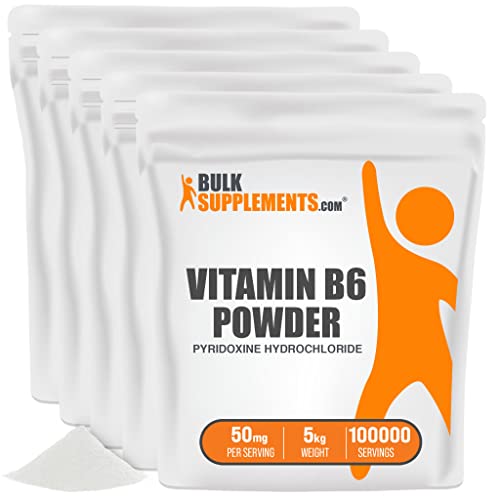 BULK
SUPPLEMENTS.COM®
VITAMIN B6
POWDER
PYRIDOXINE HYDROCHLORIDE
50mg 5kg 100000
PER SERVING WEIGHT SERVINGS